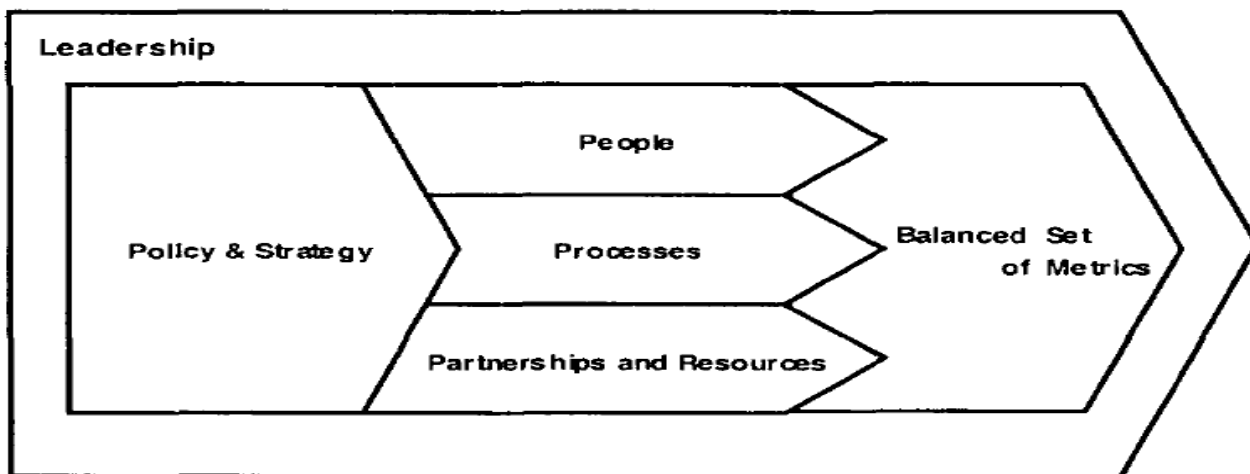 Leadership
People
Policy & Strategy
Processes
Balanced Set
of Metrics
Partnerships and Resources